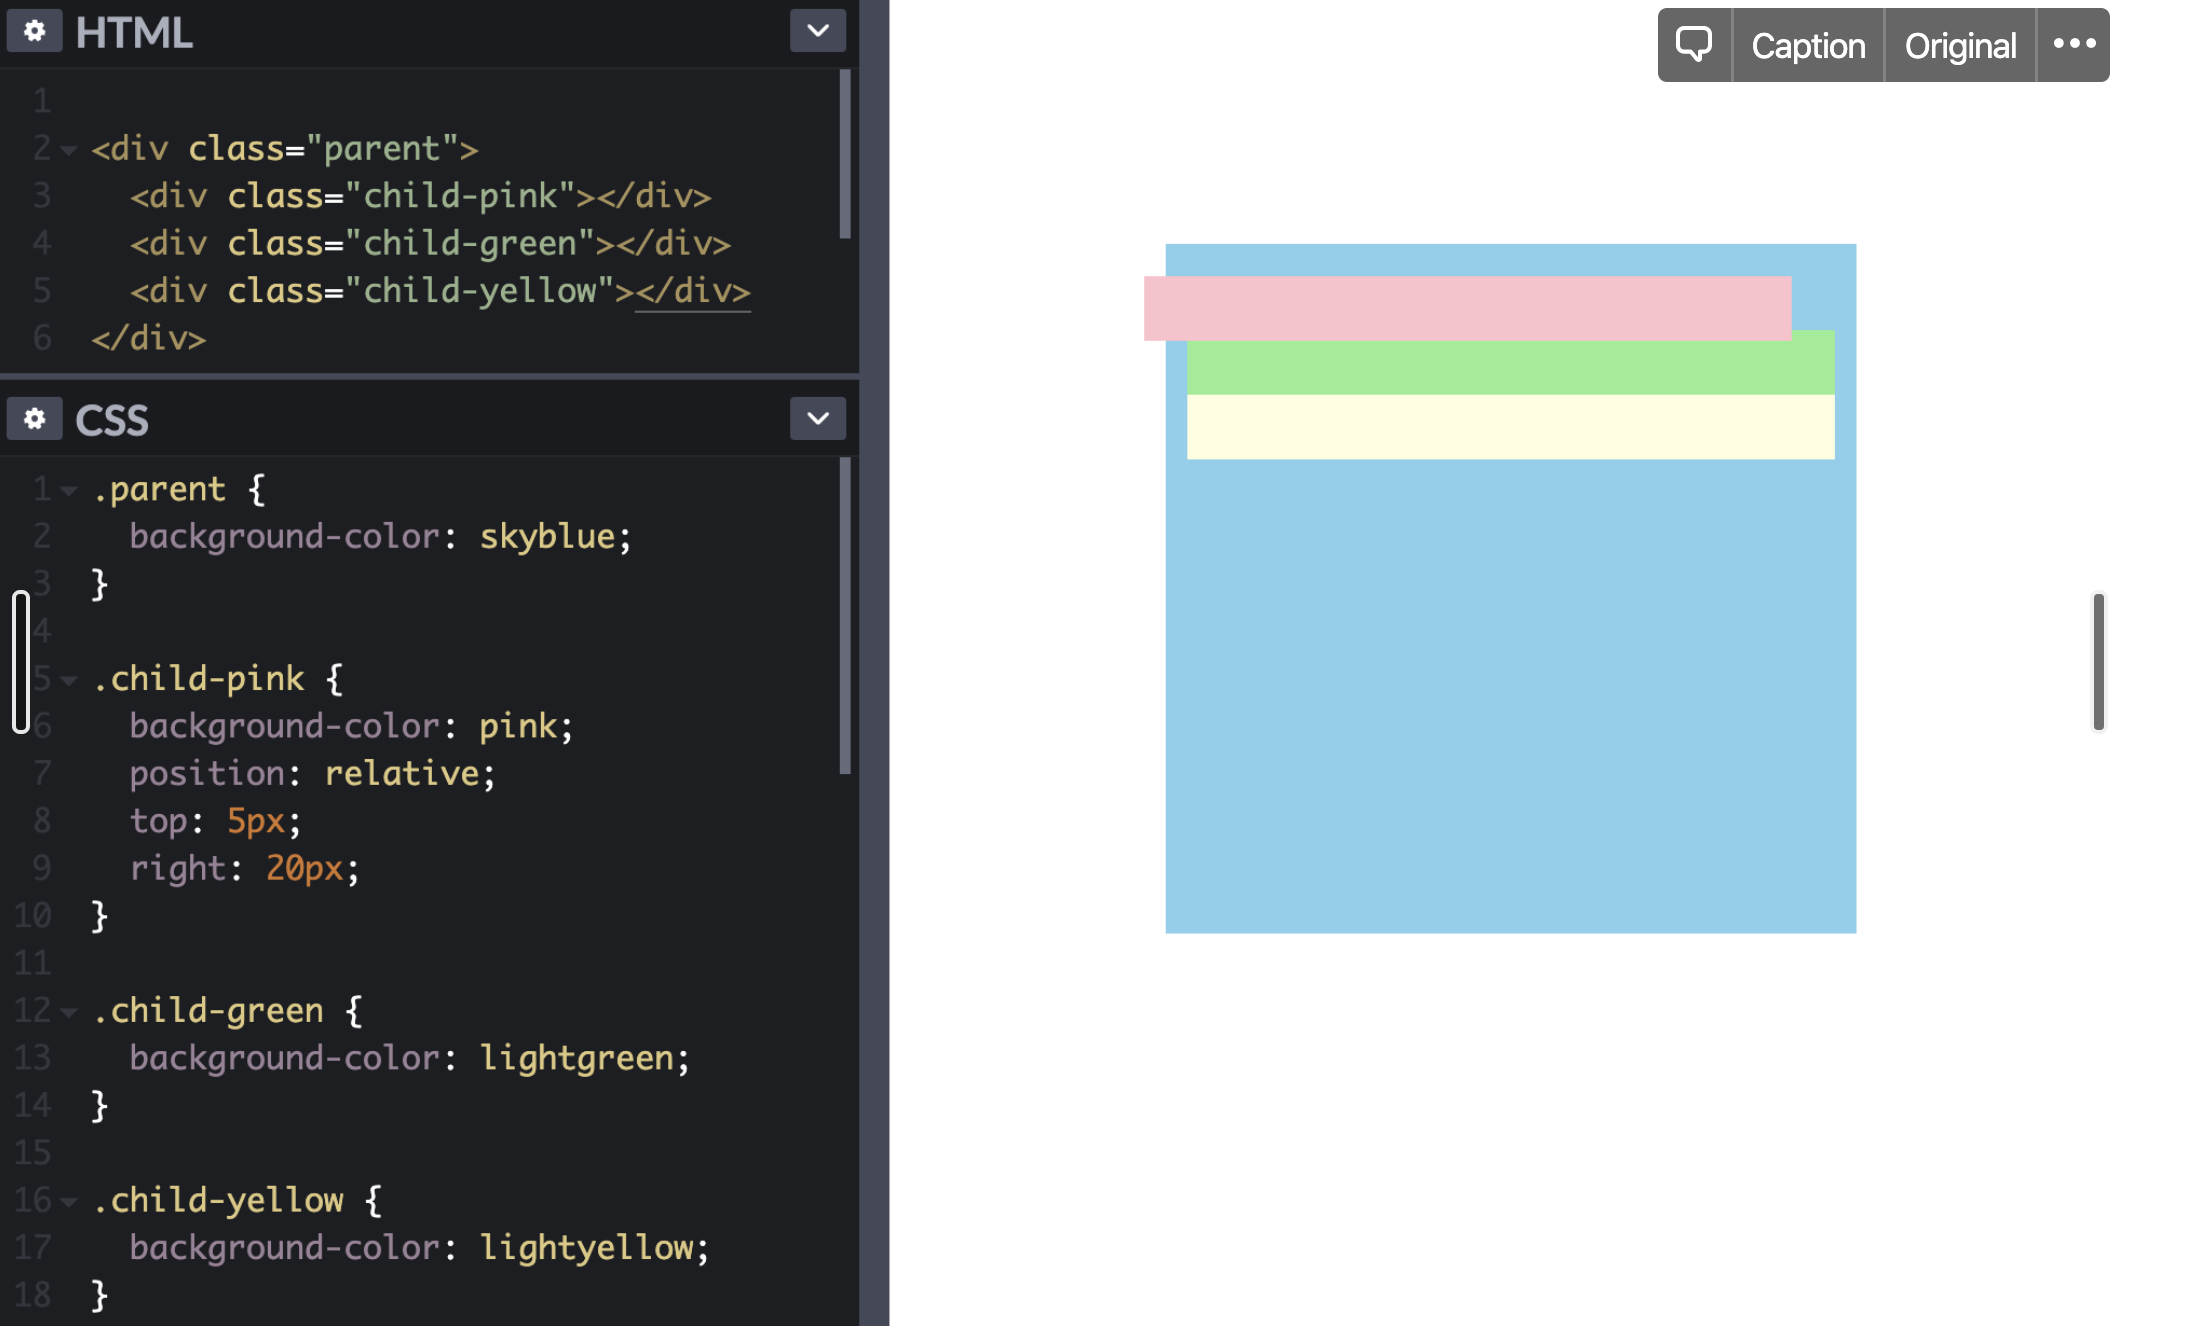 HTML
1
2 <div class="parent">
3 <div class="child-pink"></div>
4 <div class="child-green"></div>
5 <div class="child-yellow"></div>
6 </div>
CSS
1 .parent {
2 background-color: skyblue;
3 }
4
5 .child-pink {
6 background-color: pink;
7 position: relative;
8 top: 5px;
9 right: 20px;
10 }
11
12 .child-green {
13 background-color: lightgreen;
14 }
15
16 .child-yellow {
17 background-color: lightyellow;
18 }
Caption Original